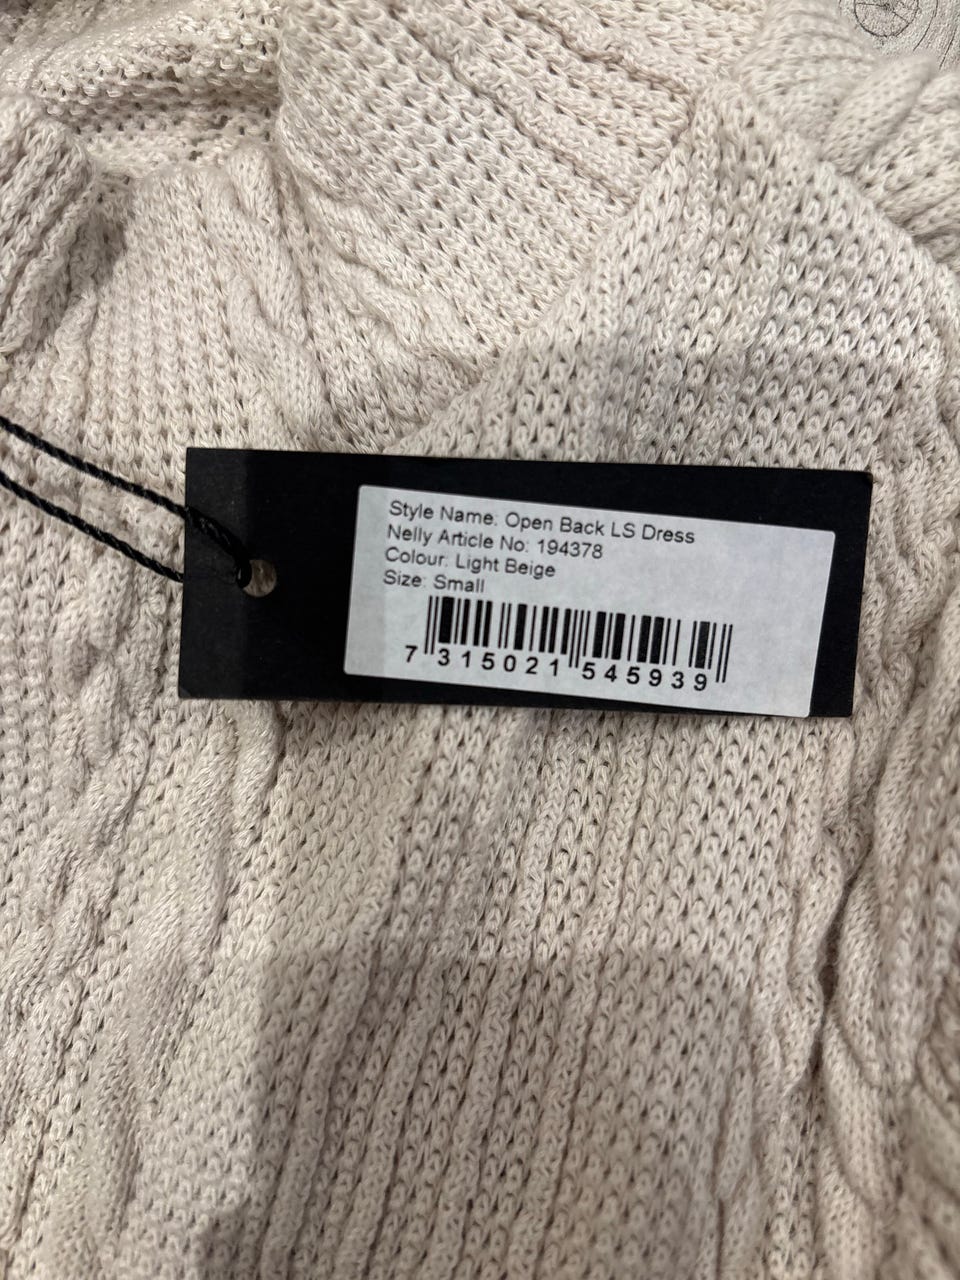 Style Name: Open Back LS Dress
Nelly Article No: 194378
Colour: Light Beige
Size: Small
7 315021 545939